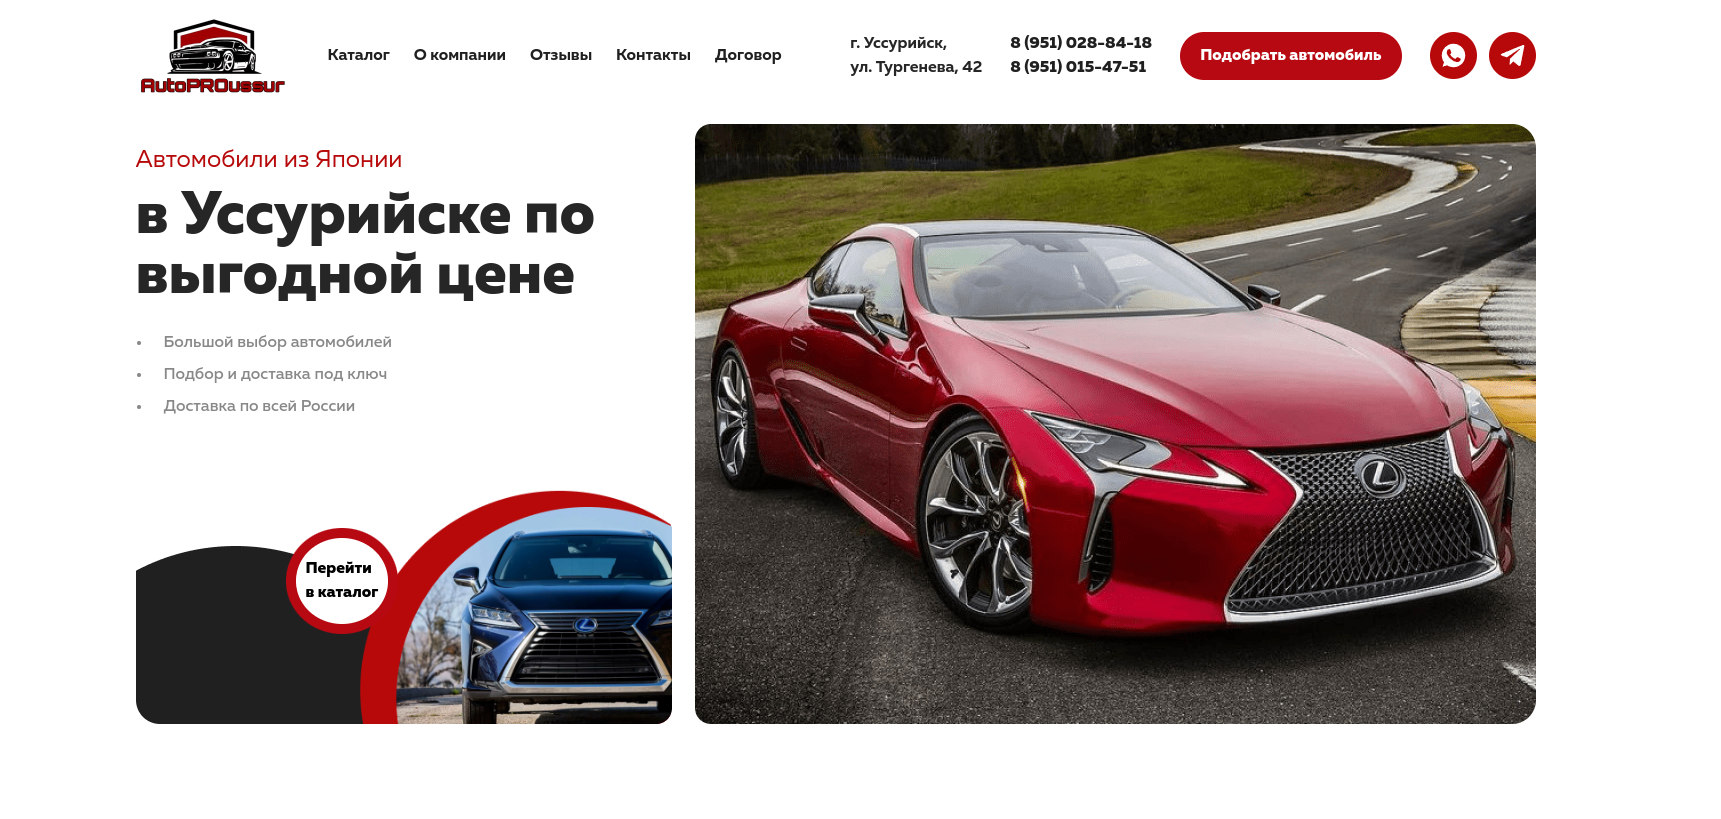 AutoPROussur
Каталог
О компании
Отзывы
Контакты
Договор
г. Уссурийск,
ул. Тургенева, 42
8 (951) 028-84-18
8 (951) 015-47-51
Подобрать автомобиль
Автомобили из Японии
в Уссурийске по
выгодной цене
Большой выбор автомобилей
Подбор и доставка под ключ
Доставка по всей России
Перейти
в каталог